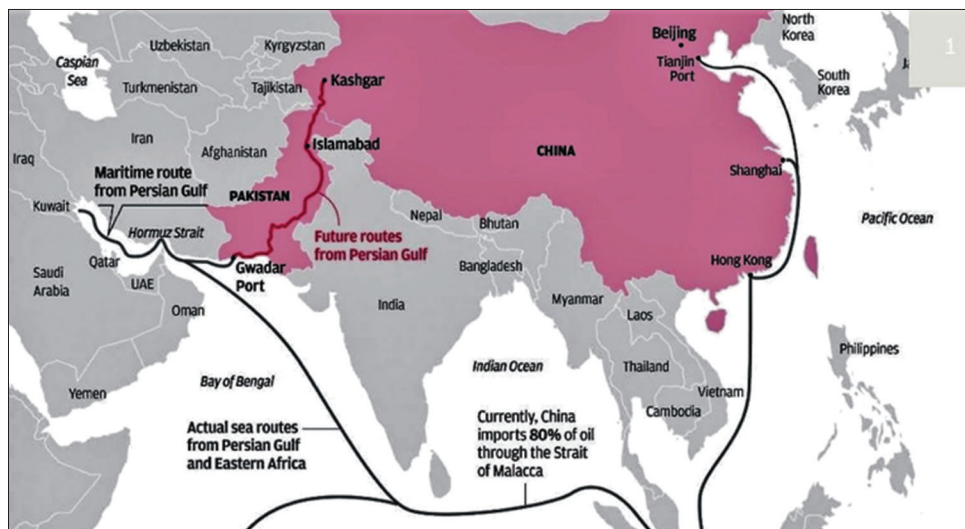 1
North
Korea
Beijing
Tianjin
Port
South
Korea
Ja
Uzbekistan
Kyrgyzstan
Caspian
Sea
Turkmenistan
Tajikistan
Kashgar
Iran
Afghanistan
Islamabad
CHINA
Iraq
Maritime route
from Persian Gulf
Shanghai
PAKISTAN
Kuwait
Nepal
Bhutan
Pacific Ocean
Hormuz Strait
Future routes
from Persian Gulf
Qatar
Gwadar
Port
Bangladesh
Hong Kong
Saudi
Arabia
UAE
Oman
India
Myanmar
Laos
Philippines
Thailand
Yemen
Bay of Bengal
Indian Ocean
Vietnam
Cambodia
Actual sea routes
from Persian Gulf
and Eastern Africa
Currently, China
imports 80% of oil
through the Strait
of Malacca